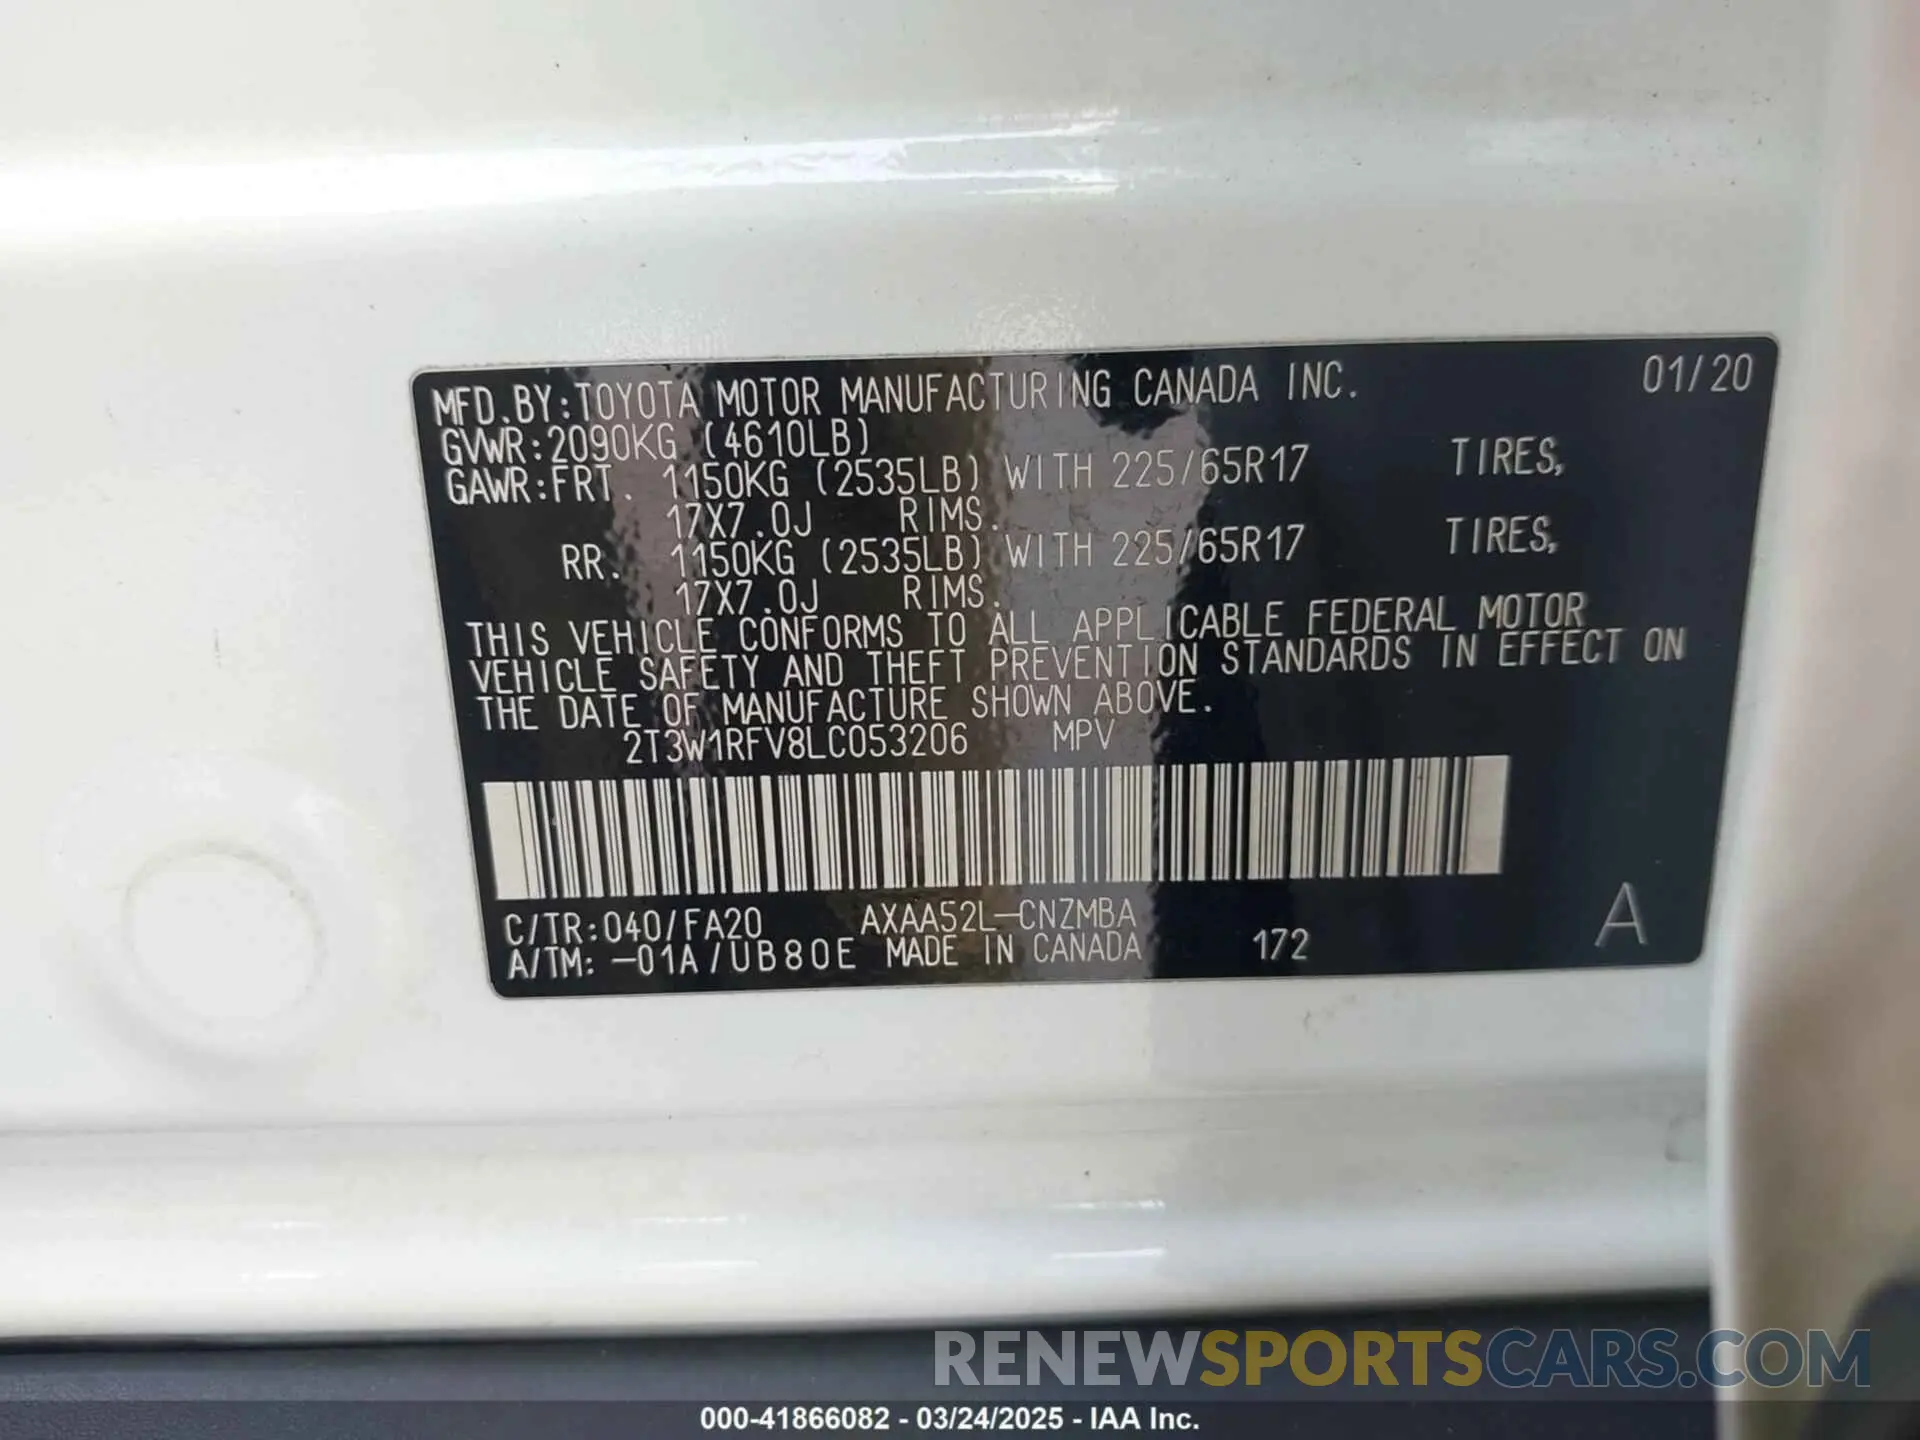 MFD.BY:TOYOTA MOTOR MANUFACTURING CANADA INC. 01/20
GVWR:2090KG (4610LB)
GAWR:FRT. 1150KG (2535LB) WITH 225/65R17 TIRES,
17X7.0J RIMS.
RR. 1150KG (2535LB) WITH 225/65R17 TIRES,
17X7.0J RIMS.
THIS VEHICLE CONFORMS TO ALL APPLICABLE FEDERAL MOTOR
VEHICLE SAFETY AND THEFT PREVENTION STANDARDS IN EFFECT ON
THE DATE OF MANUFACTURE SHOWN ABOVE.
2T3W1RFV8LC053206 MPV
C/TR:040/FA20 AXAA52L-CNZMBA
A/TM: -01A/UB80E MADE IN CANADA 172 A
RENEWSPORTSCARS.COM
000-41866082 - 03/24/2025 - IAA Inc.